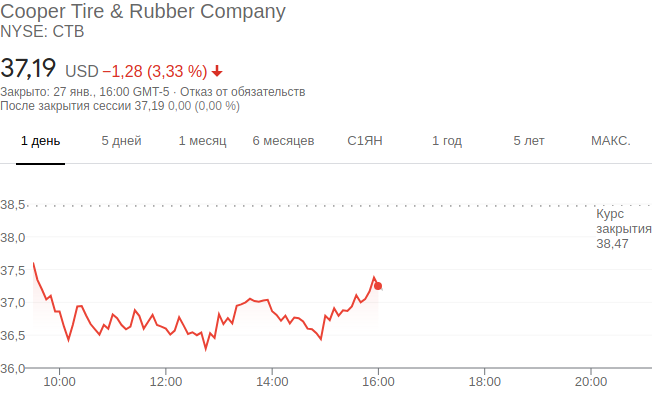 Cooper Tire & Rubber Company
NYSE: CTB
37,19 USD −1,28 (3,33 %)
Закрыто: 27 янв., 16:00 GMT-5 · Отказ от обязательств
После закрытия сессии 37,19 0,00 (0,00 %)
1 день 5 дней 1 месяц 6 месяцев С1ЯН 1 год 5 лет МАКС.
38,5
Курс
закрытия
38,47
38,0
37,5
37,0
36,5
36,0
10:00 12:00 14:00 16:00 18:00 20:00